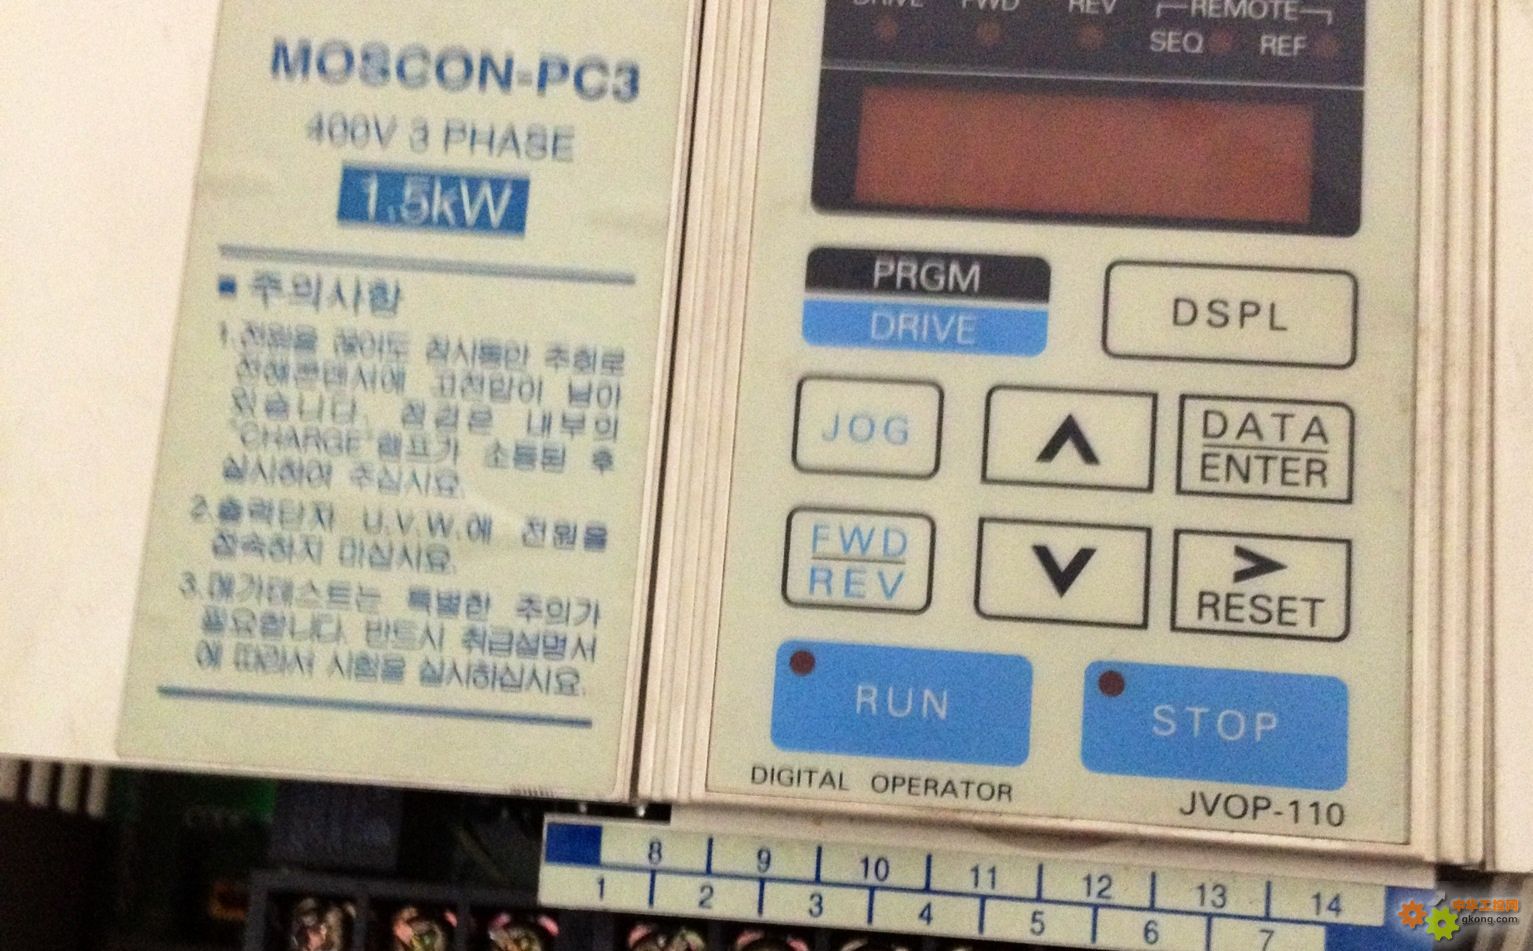 MOSCON-PC3
400V 3 PHASE
1.5kW
■ 주의사항
1.전원을 끊어도 잠시동안 주회로
전해콘덴서에 고전압이 남아
있습니다. 점검은 내부의
"CHARGE"램프가 소등된 후
실시하여 주십시요.
2.출력단자 U.V.W.에 전원을
접속하지 마십시요.
3.메가테스트는 특별한 주의가
필요합니다. 반드시 취급설명서
에 따라서 시험을 실시하십시요.
DRIVE FWD REV REMOTE
SEQ REF
PRGM
DRIVE
DSPL
JOG
DATA
ENTER
FWD
REV
>
RESET
RUN
STOP
DIGITAL OPERATOR
JVOP-110
8 9 10 11 12 13 14
1 2 3 4 5 6 7
中华工控网
gkong.com